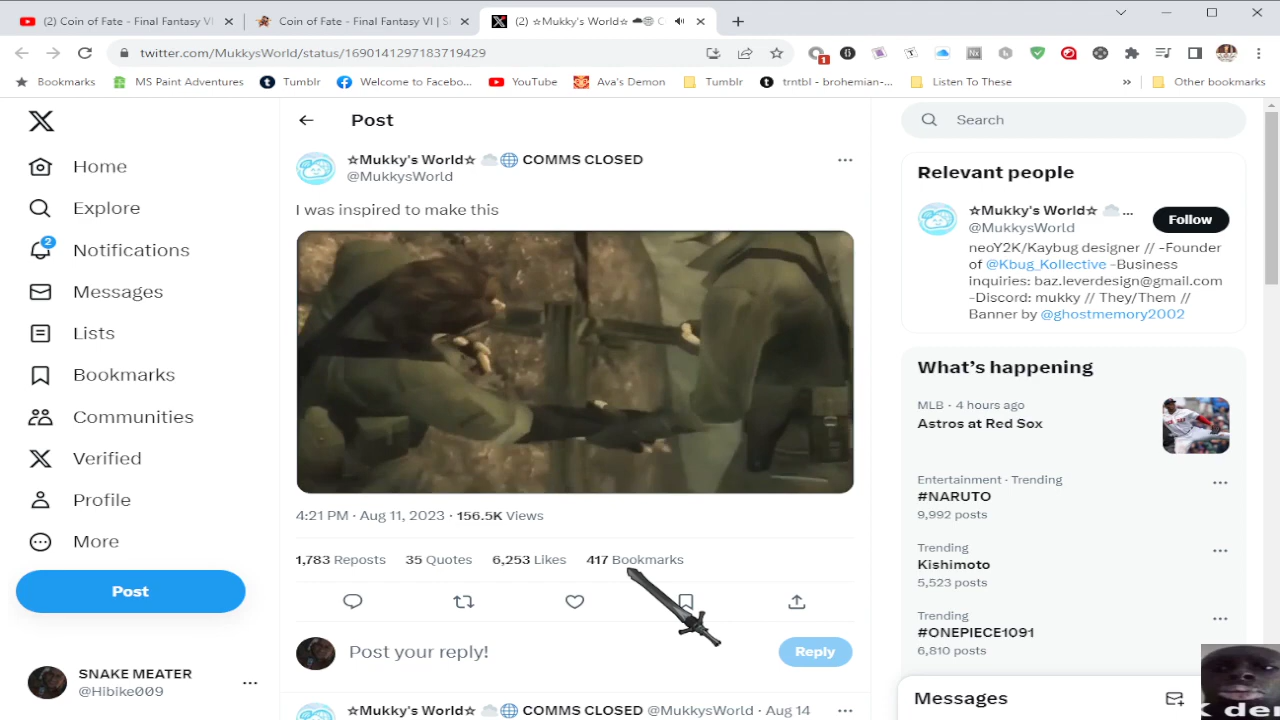 (2) Coin of Fate - Final Fantasy VI
Coin of Fate - Final Fantasy VI | S
(2) ☆Mukky's World☆
twitter.com/MukkysWorld/status/1690141297183719429
1
Bookmarks
MS Paint Adventures
Tumblr
Welcome to Facebo...
YouTube
Ava's Demon
Tumblr
trntbl - brohemian-...
Listen To These
»
Other bookmarks
Home
Explore
2
Notifications
Messages
Lists
Bookmarks
Communities
Verified
Profile
More
Post
SNAKE MEATER
@Hibike009
Post
☆Mukky's World☆ ☁️🌐 COMMS CLOSED
@MukkysWorld
I was inspired to make this
4:21 PM · Aug 11, 2023 · 156.5K Views
1,783 Reposts 35 Quotes 6,253 Likes 417 Bookmarks
Post your reply!
Reply
☆Mukky's World☆ ☁️🌐 COMMS CLOSED @MukkysWorld · Aug 14
Search
Relevant people
☆Mukky's World☆ ☁️ ...
@MukkysWorld
Follow
neoY2K/Kaybug designer // -Founder
of @Kbug_Kollective -Business
inquiries: baz.leverdesign@gmail.com
-Discord: mukky // They/Them //
Banner by @ghostmemory2002
What's happening
MLB · 4 hours ago
Astros at Red Sox
Entertainment · Trending
#NARUTO
9,992 posts
Trending
Kishimoto
5,523 posts
Trending
#ONEPIECE1091
6,810 posts
Messages